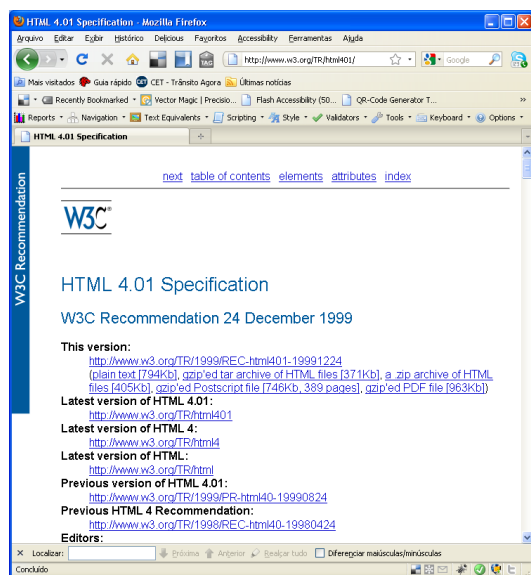 HTML 4.01 Specification - Mozilla Firefox
Arquivo Editar Exibir Histórico Delicious Favoritos Accessibility Ferramentas Ajuda
TAG http://www.w3.org/TR/html401/ Google
Mais visitados Guia rápido CET - Trânsito Agora Últimas notícias
Recently Bookmarked Vector Magic | Precisio... Flash Accessibility (50... QR-Code Generator T... »
Reports Navigation Text Equivalents Scripting Style Validators Tools Keyboard Options
HTML 4.01 Specification
W3C Recommendation
next table of contents elements attributes index
W3C®
HTML 4.01 Specification
W3C Recommendation 24 December 1999
This version:
http://www.w3.org/TR/1999/REC-html401-19991224
(plain text [794Kb], gzip'ed tar archive of HTML files [371Kb], a .zip archive of HTML
files [405Kb], gzip'ed Postscript file [746Kb, 389 pages], gzip'ed PDF file [963Kb])
Latest version of HTML 4.01:
http://www.w3.org/TR/html401
Latest version of HTML 4:
http://www.w3.org/TR/html4
Latest version of HTML:
http://www.w3.org/TR/html
Previous version of HTML 4.01:
http://www.w3.org/TR/1999/PR-html40-19990824
Previous HTML 4 Recommendation:
http://www.w3.org/TR/1998/REC-html40-19980424
Editors:
Localizar: Próxima Anterior Realçar tudo Diferenciar maiúsculas/minúsculas
Concluído